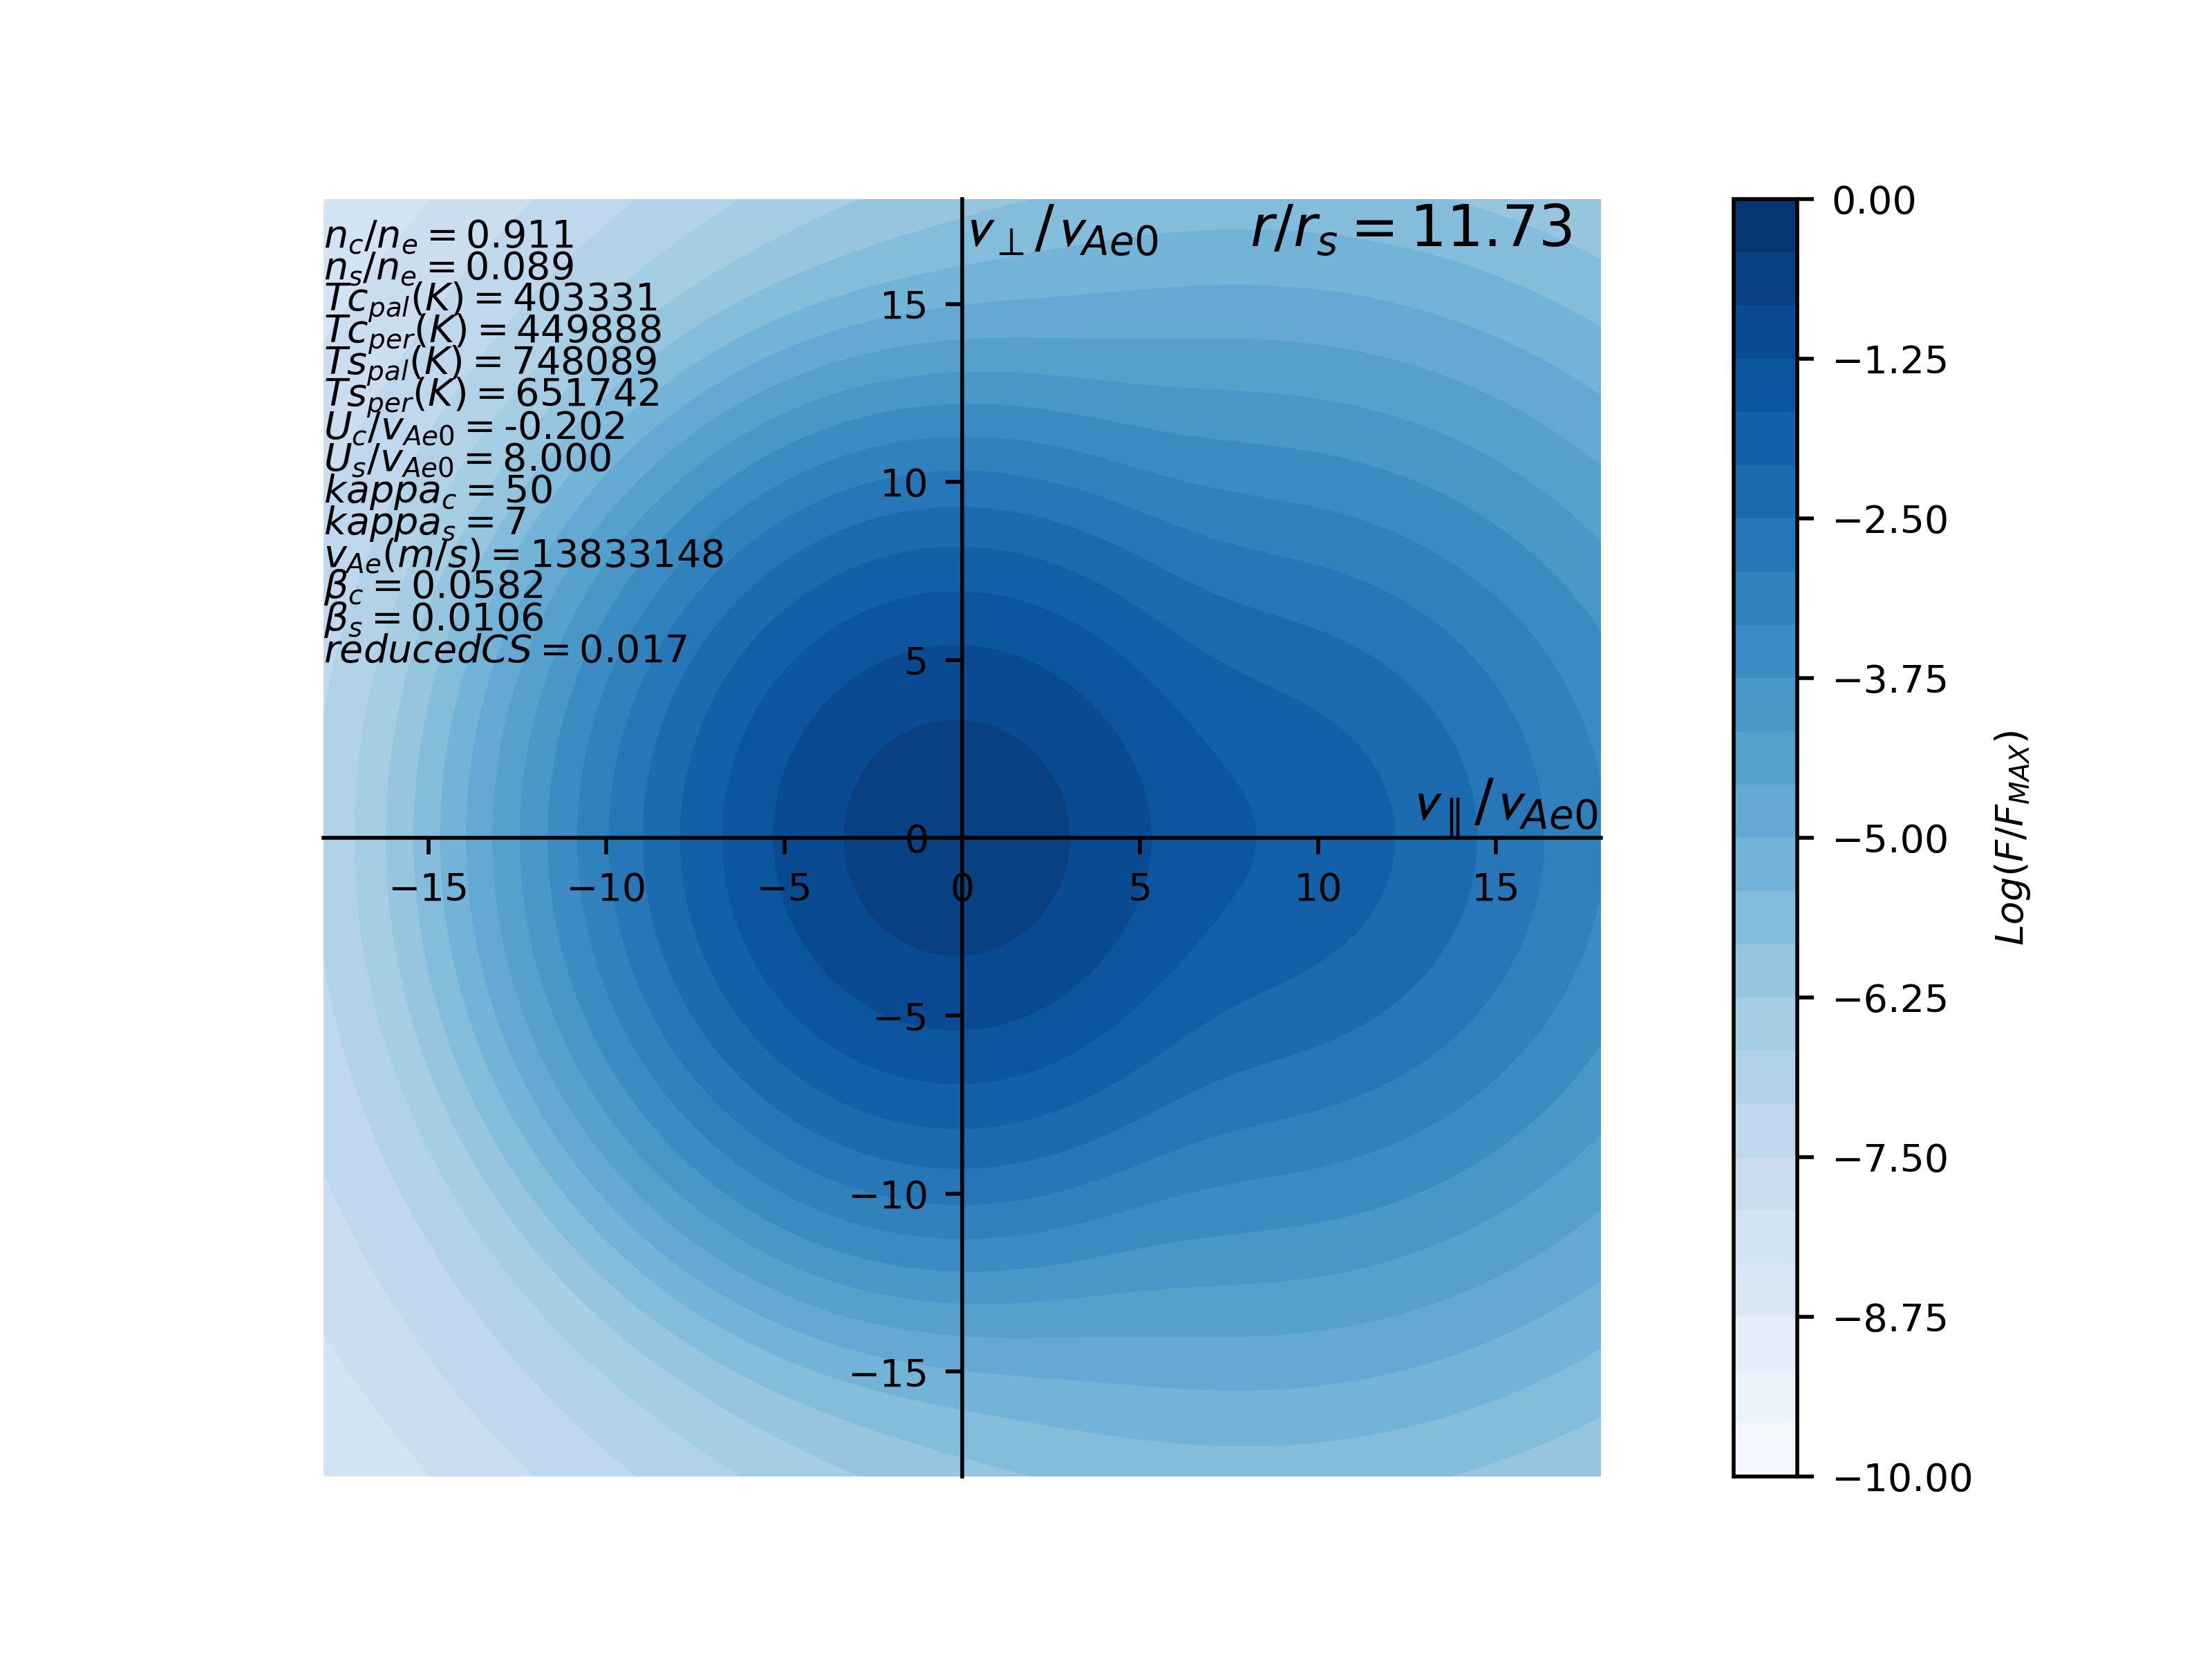 n_c/n_e = 0.911
n_s/n_e = 0.089
Tc_pal(K) = 403331
Tc_per(K) = 449888
Ts_pal(K) = 748089
Ts_per(K) = 651742
U_c/v_Ae0 = -0.202
U_s/v_Ae0 = 8.000
kappa_c = 50
kappa_s = 7
v_Ae(m/s) = 13833148
β_c = 0.0582
β_s = 0.0106
reducedCS = 0.017
v_⊥/v_Ae0
r/r_s = 11.73
15
10
5
0
−5
−10
−15
v_∥/v_Ae0
−15 −10 −5 0 5 10 15
0.00
−1.25
−2.50
−3.75
−5.00
−6.25
−7.50
−8.75
−10.00
Log(F/F_MAX)